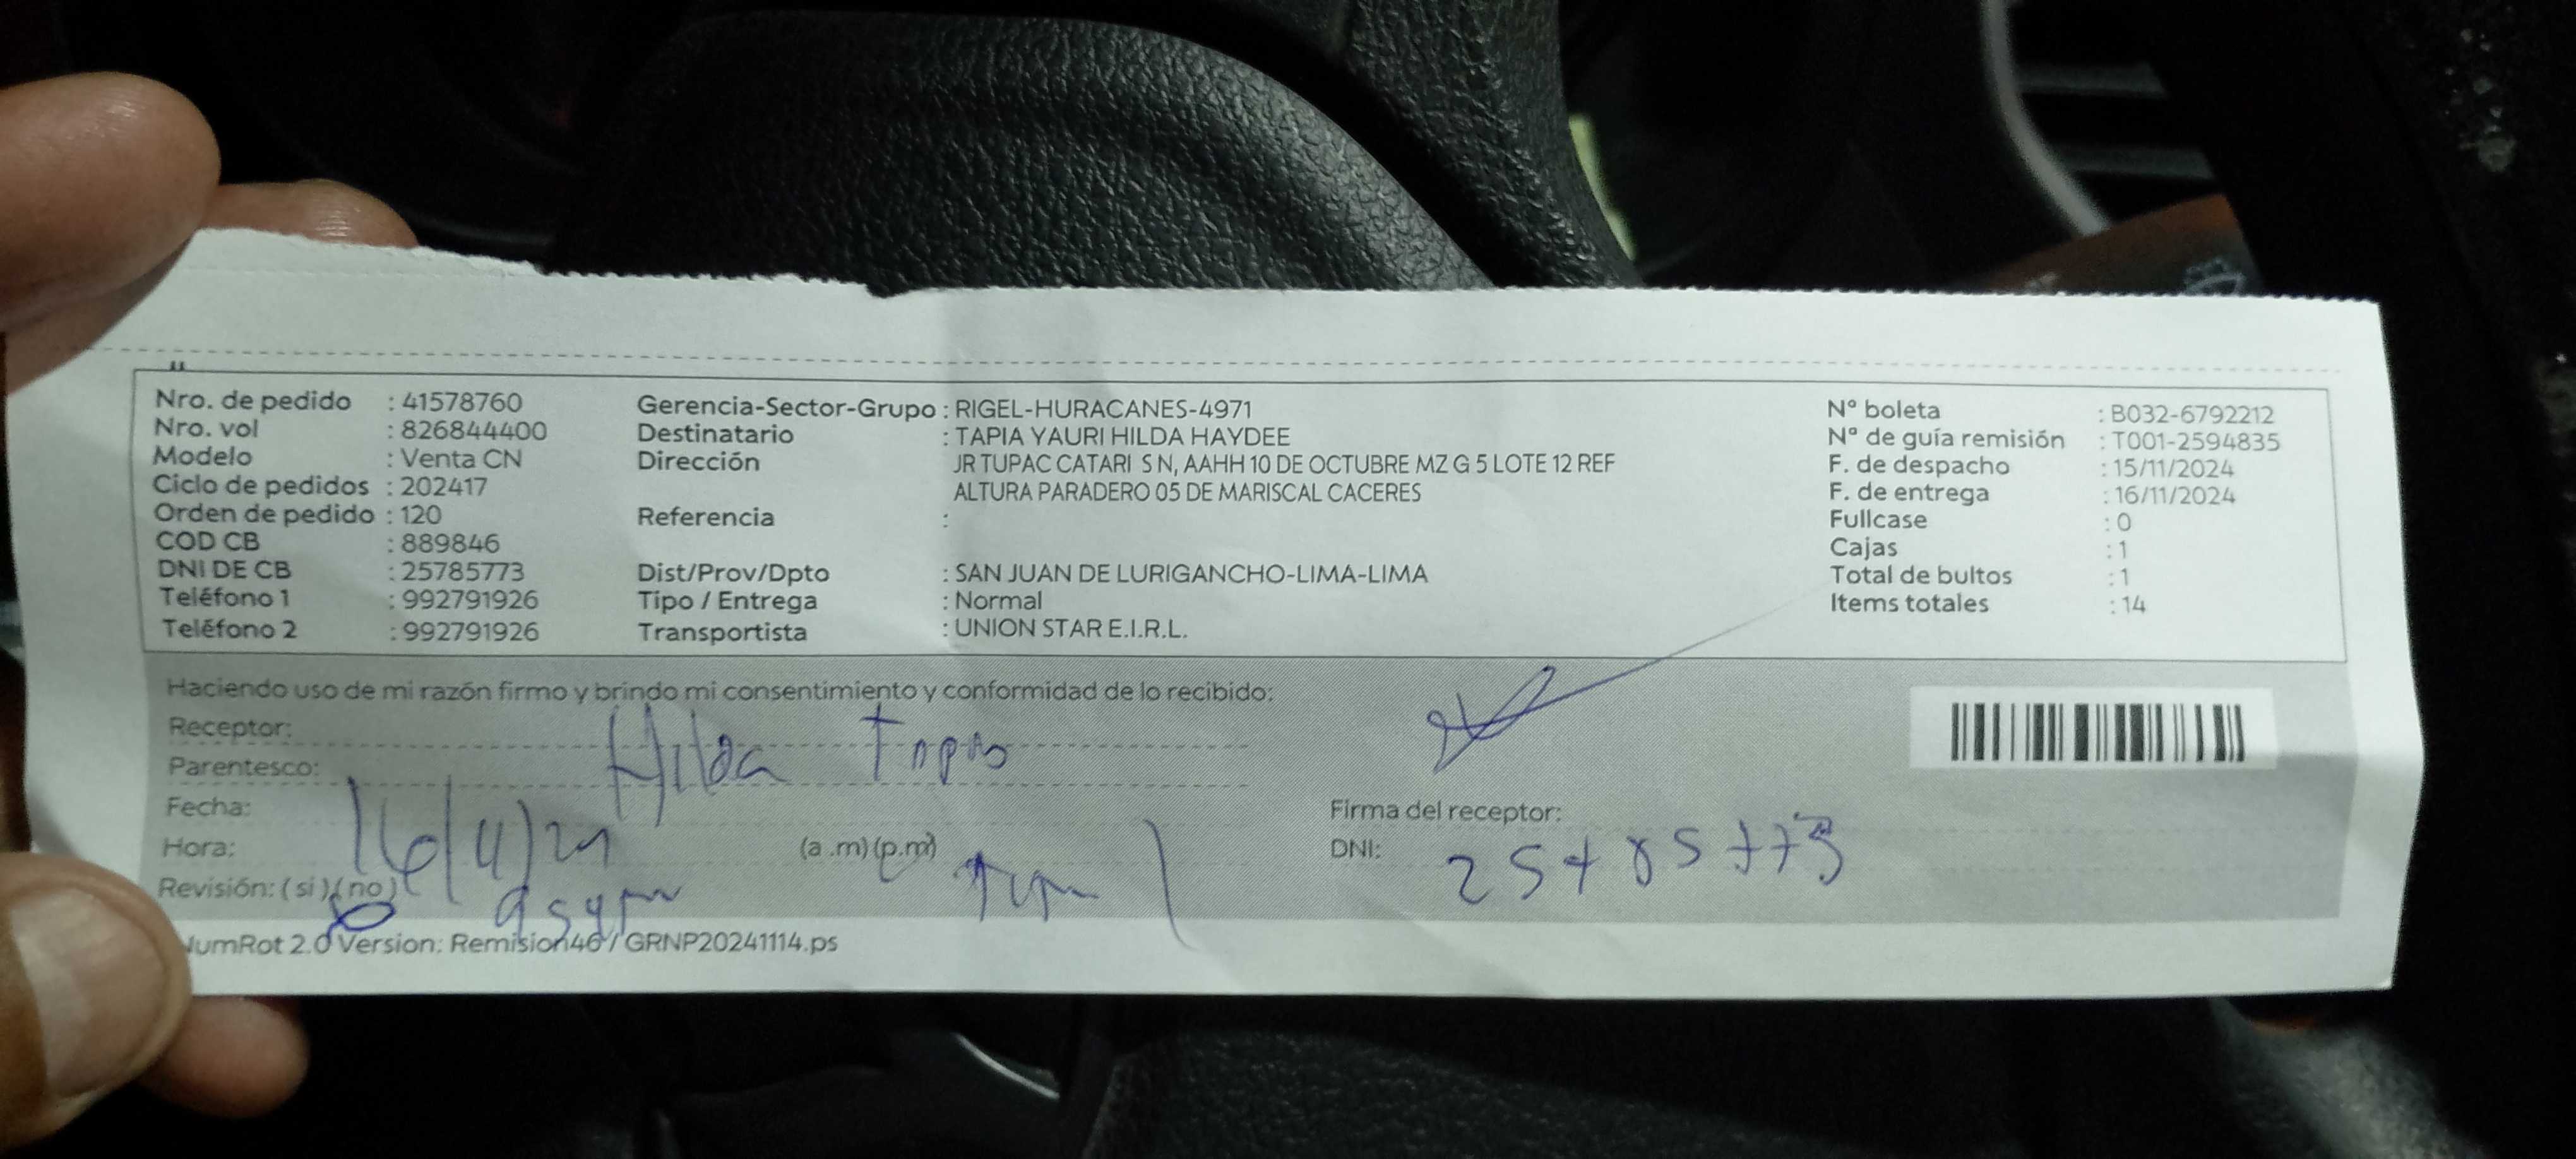 Nro. de pedido : 41578760
Nro. vol : 826844400
Modelo : Venta CN
Ciclo de pedidos : 202417
Orden de pedido : 120
COD CB : 889846
DNI DE CB : 25785773
Teléfono 1 : 992791926
Teléfono 2 : 992791926
Gerencia-Sector-Grupo : RIGEL-HURACANES-4971
Destinatario : TAPIA YAURI HILDA HAYDEE
Dirección JR TUPAC CATARI S N, AAHH 10 DE OCTUBRE MZ G 5 LOTE 12 REF
ALTURA PARADERO 05 DE MARISCAL CACERES
Referencia :
Dist/Prov/Dpto : SAN JUAN DE LURIGANCHO-LIMA-LIMA
Tipo / Entrega : Normal
Transportista : UNION STAR E.I.R.L.
N° boleta : B032-6792212
N° de guía remisión : T001-2594835
F. de despacho : 15/11/2024
F. de entrega : 16/11/2024
Fullcase : 0
Cajas : 1
Total de bultos : 1
Items totales : 14
Haciendo uso de mi razón firmo y brindo mi consentimiento y conformidad de lo recibido:
Receptor: Hilda Tapia
Parentesco:
Fecha: 16/11/24
Hora: (a .m) (p.m)
Revisión: ( si ) ( no )
Firma del receptor:
DNI: 25785773
NumRot 2.0 Version: Remision46 / GRNP20241114.ps